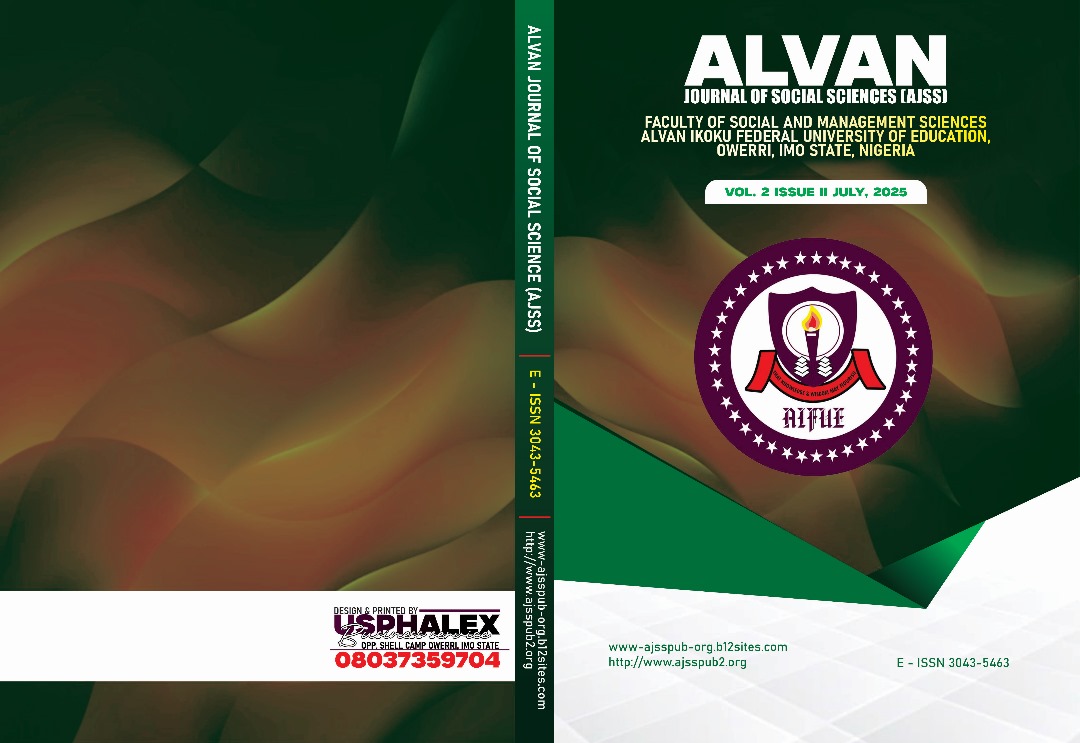 ALVAN
JOURNAL OF SOCIAL SCIENCES (AJSS)
FACULTY OF SOCIAL AND MANAGEMENT SCIENCES
ALVAN IKOKU FEDERAL UNIVERSITY OF EDUCATION,
OWERRI, IMO STATE, NIGERIA
VOL. 2 ISSUE II JULY, 2025
AIFUE
www-ajsspub-org.b12sites.com
http://www.ajsspub2.org
E - ISSN 3043-5463
ALVAN JOURNAL OF SOCIAL SCIENCE (AJSS)
E - ISSN 3043-5463
www-ajsspub-org.b12sites.com
http://www.ajsspub2.org
DESIGN & PRINTED BY
USPHALEX
Business services
OPP. SHELL CAMP OWERRI, IMO STATE
08037359704